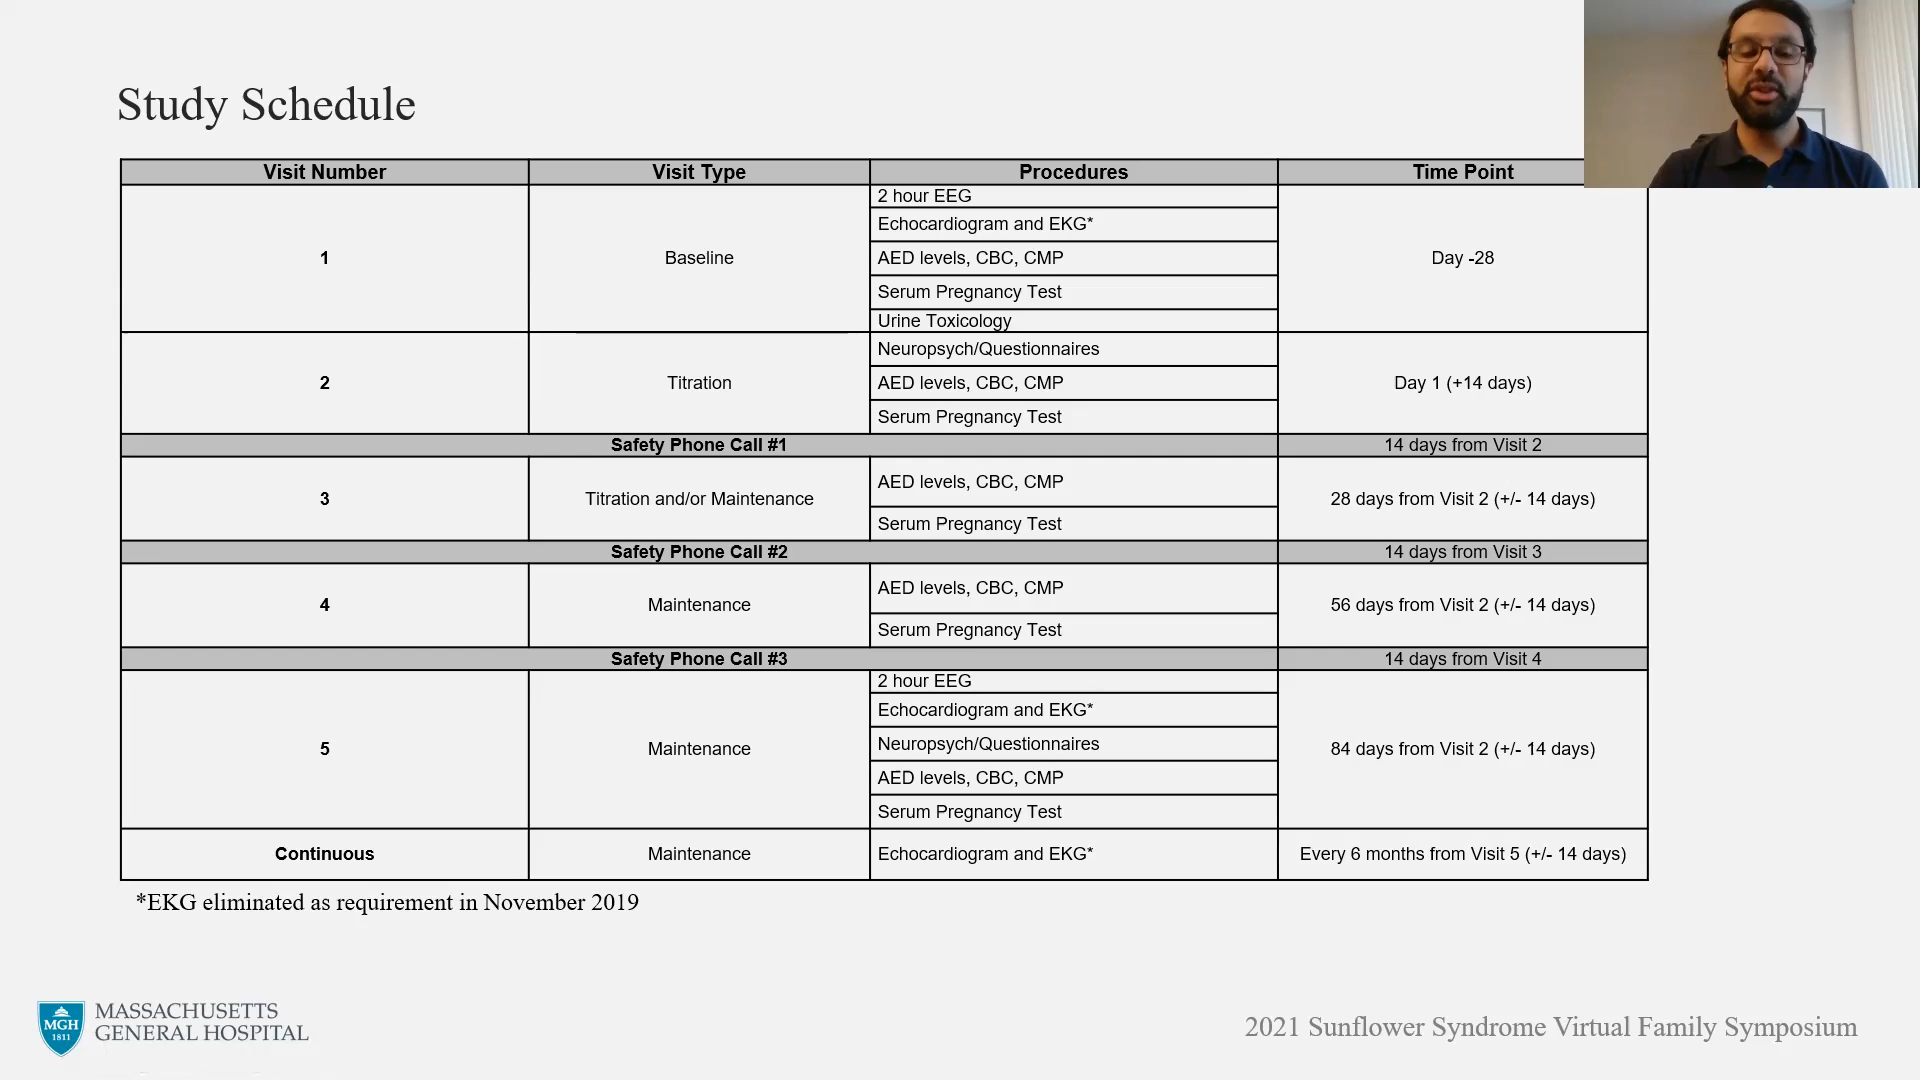 Study Schedule
Visit Number Visit Type Procedures Time Point
1 Baseline 2 hour EEG Day -28
Echocardiogram and EKG*
AED levels, CBC, CMP
Serum Pregnancy Test
Urine Toxicology
2 Titration Neuropsych/Questionnaires Day 1 (+14 days)
AED levels, CBC, CMP
Serum Pregnancy Test
Safety Phone Call #1 14 days from Visit 2
3 Titration and/or Maintenance AED levels, CBC, CMP 28 days from Visit 2 (+/- 14 days)
Serum Pregnancy Test
Safety Phone Call #2 14 days from Visit 3
4 Maintenance AED levels, CBC, CMP 56 days from Visit 2 (+/- 14 days)
Serum Pregnancy Test
Safety Phone Call #3 14 days from Visit 4
5 Maintenance 2 hour EEG 84 days from Visit 2 (+/- 14 days)
Echocardiogram and EKG*
Neuropsych/Questionnaires
AED levels, CBC, CMP
Serum Pregnancy Test
Continuous Maintenance Echocardiogram and EKG* Every 6 months from Visit 5 (+/- 14 days)
*EKG eliminated as requirement in November 2019
MGH
1811
MASSACHUSETTS
GENERAL HOSPITAL
2021 Sunflower Syndrome Virtual Family Symposium